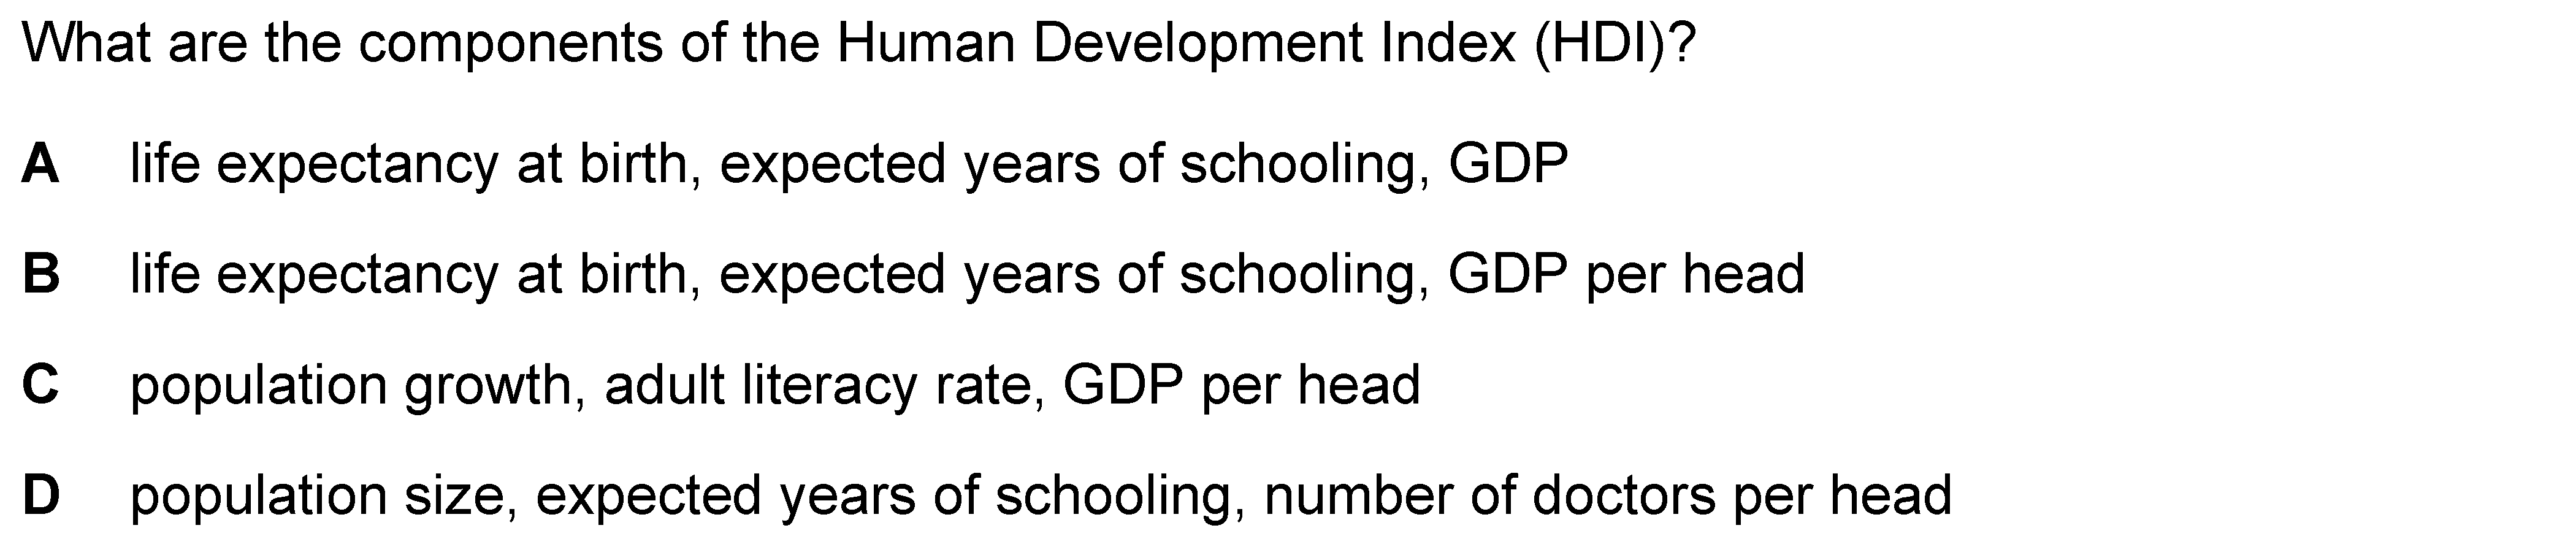 What are the components of the Human Development Index (HDI)?
A life expectancy at birth, expected years of schooling, GDP
B life expectancy at birth, expected years of schooling, GDP per head
C population growth, adult literacy rate, GDP per head
D population size, expected years of schooling, number of doctors per head